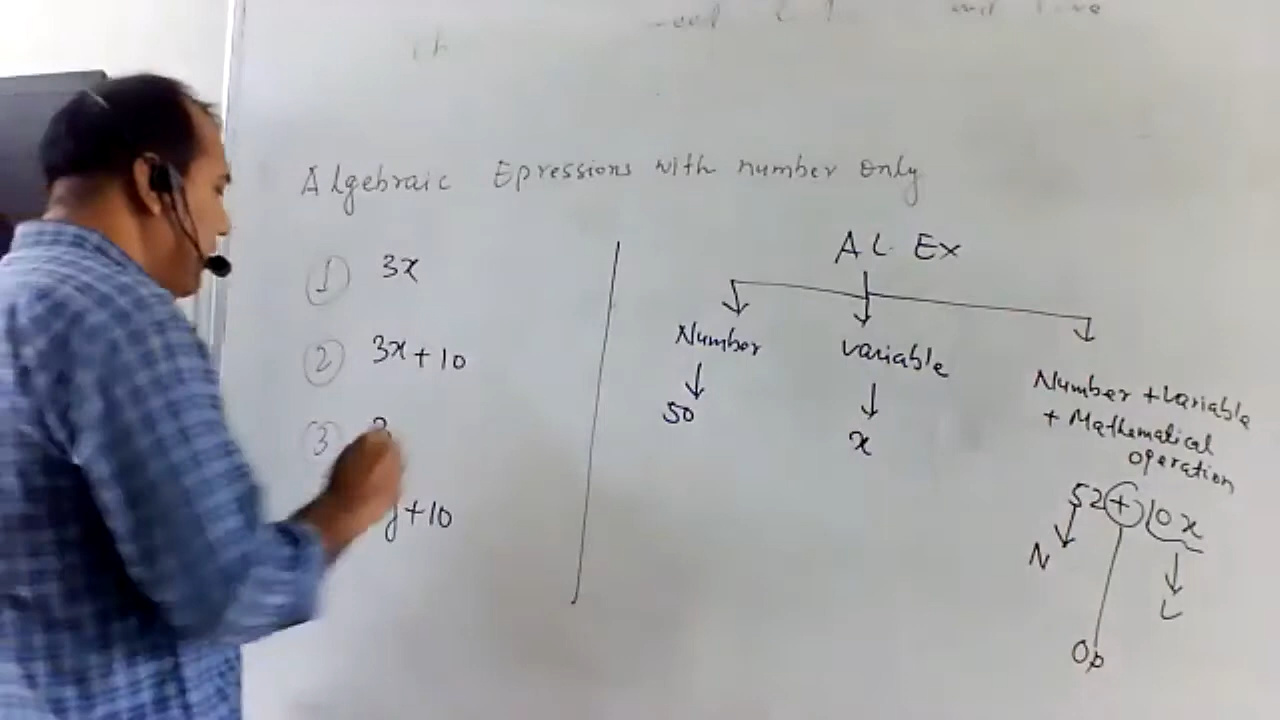 Algebraic Epressions with number only
① 3x
② 3x + 10
③
y + 10
AL. Ex
Number
50
variable
x
Number + variable
+ Mathematical
operation
52 + 10x
N
L
Op